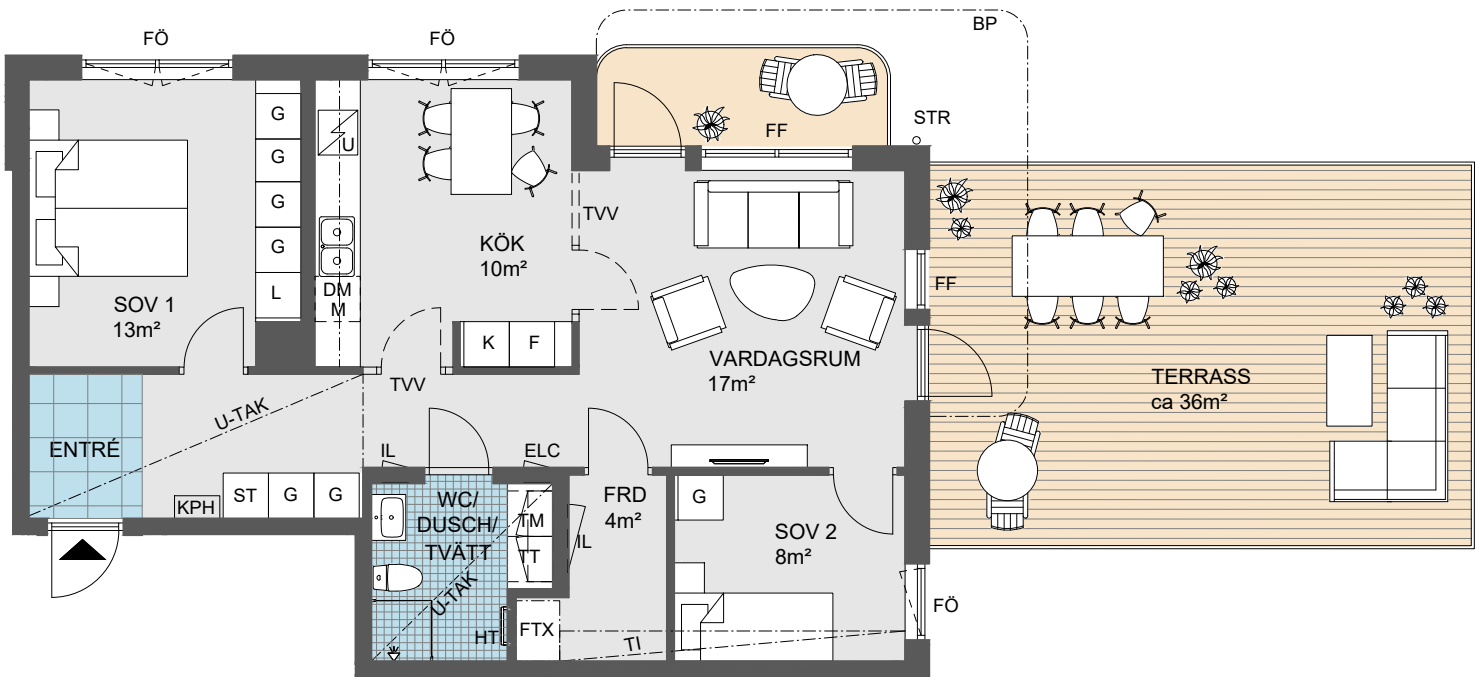 FÖ
FÖ
BP
G
G
G
G
L
U
DM
M
SOV 1
13m²
KÖK
10m²
K
F
TVV
TVV
FF
STR
FF
VARDAGSRUM
17m²
TERRASS
ca 36m²
ENTRÉ
U-TAK
KPH
ST
G
G
IL
ELC
WC/
DUSCH/
TVÄTT
TM
TT
U-TAK
HT
FRD
4m²
IL
FTX
TI
G
SOV 2
8m²
FÖ